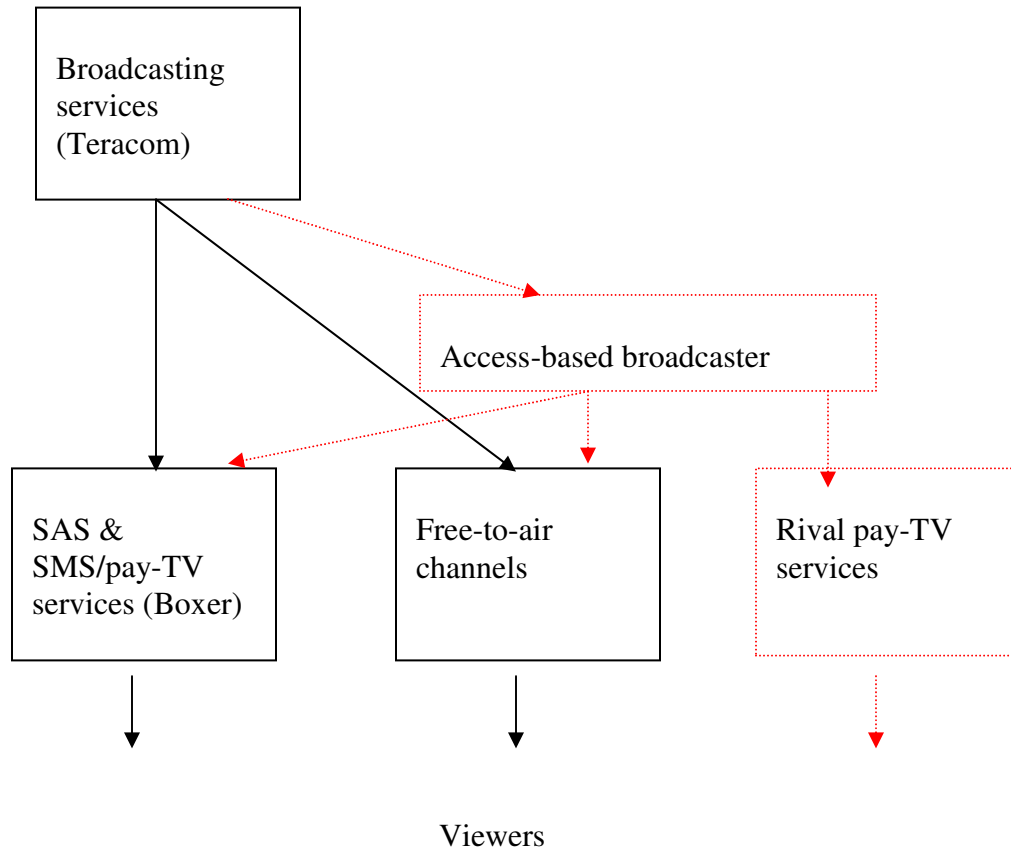 Broadcasting
services
(Teracom)
Access-based broadcaster
SAS &
SMS/pay-TV
services (Boxer)
Free-to-air
channels
Rival pay-TV
services
Viewers